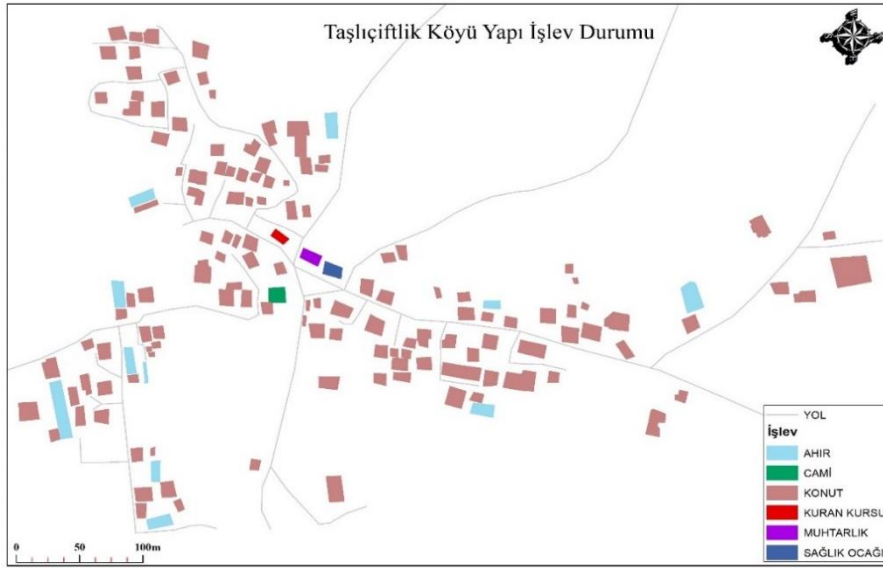 Taşlıçiftlik Köyü Yapı İşlev Durumu
YOL
İşlev
AHIR
CAMİ
KONUT
KURAN KURSU
MUHTARLIK
SAĞLIK OCAĞI
0 50 100m